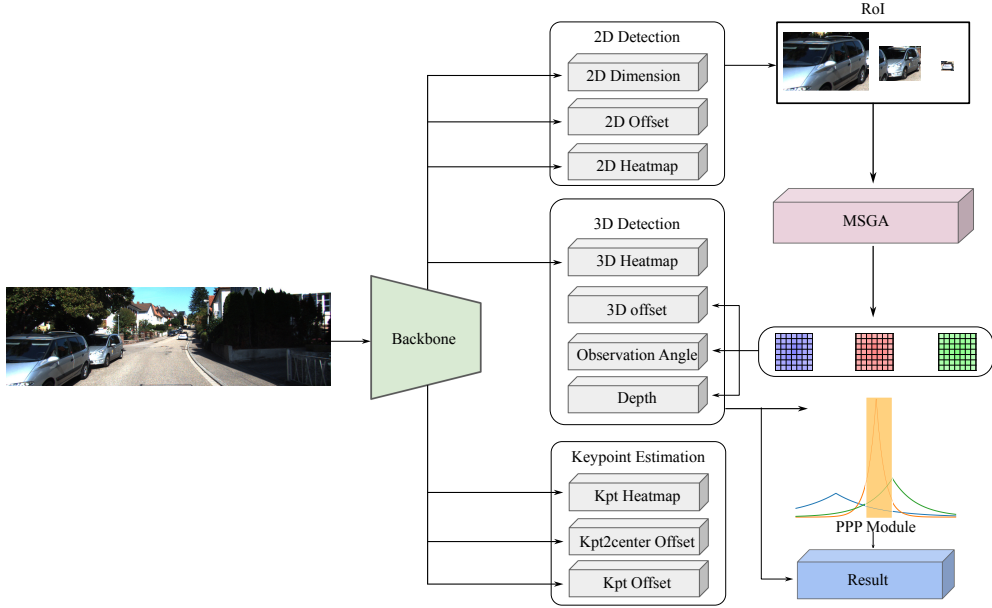 RoI
2D Detection
2D Dimension
2D Offset
2D Heatmap
MSGA
3D Detection
3D Heatmap
3D offset
Observation Angle
Depth
Backbone
Keypoint Estimation
Kpt Heatmap
Kpt2center Offset
Kpt Offset
PPP Module
Result